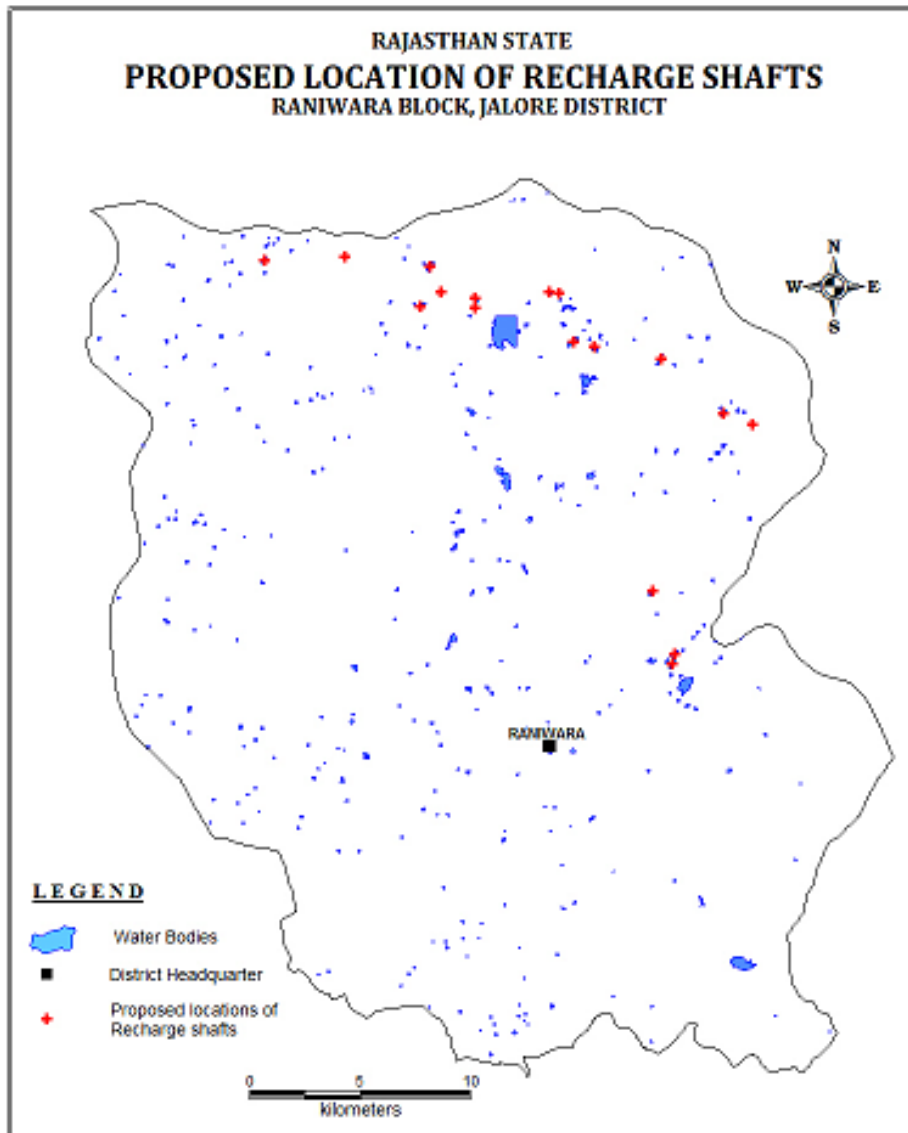 RAJASTHAN STATE
PROPOSED LOCATION OF RECHARGE SHAFTS
RANIWARA BLOCK, JALORE DISTRICT
N
W E
S
RANIWARA
LEGEND
Water Bodies
District Headquarter
Proposed locations of
Recharge shafts
0 5 10
kilometers